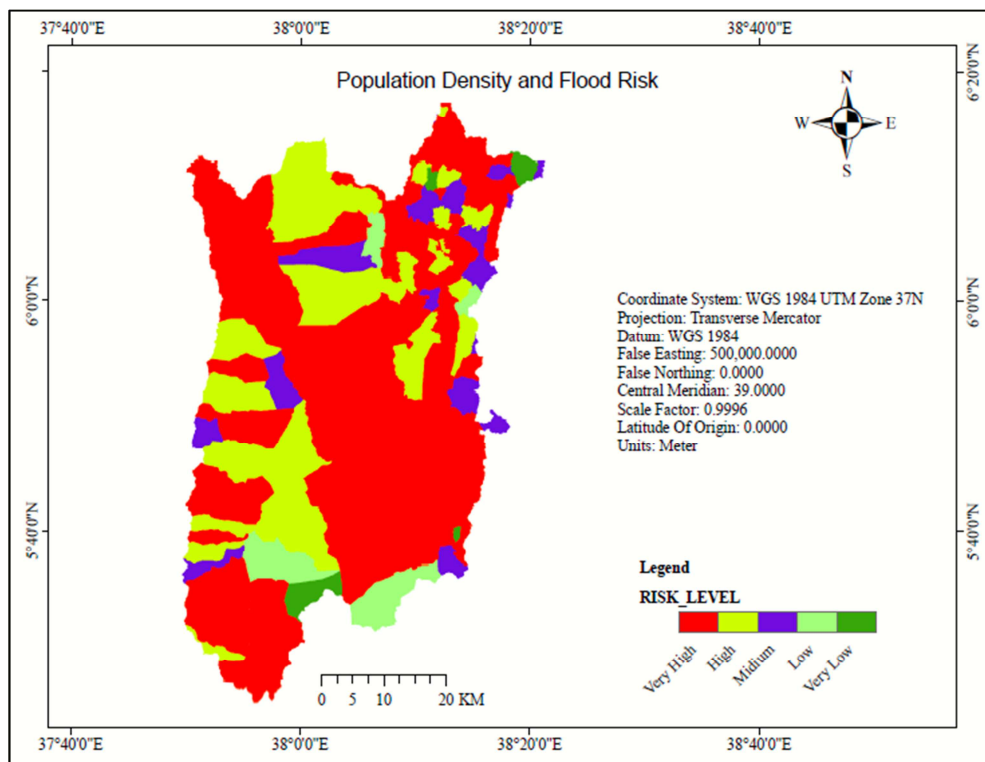 37°40'0"E 38°0'0"E 38°20'0"E 38°40'0"E
Population Density and Flood Risk
N
W E
S
6°20'0"N
6°0'0"N 6°0'0"N
5°40'0"N 5°40'0"N
Coordinate System: WGS 1984 UTM Zone 37N
Projection: Transverse Mercator
Datum: WGS 1984
False Easting: 500,000.0000
False Northing: 0.0000
Central Meridian: 39.0000
Scale Factor: 0.9996
Latitude Of Origin: 0.0000
Units: Meter
Legend
RISK_LEVEL
Very High
High
Midium
Low
Very Low
0 5 10 20 KM
37°40'0"E 38°0'0"E 38°20'0"E 38°40'0"E